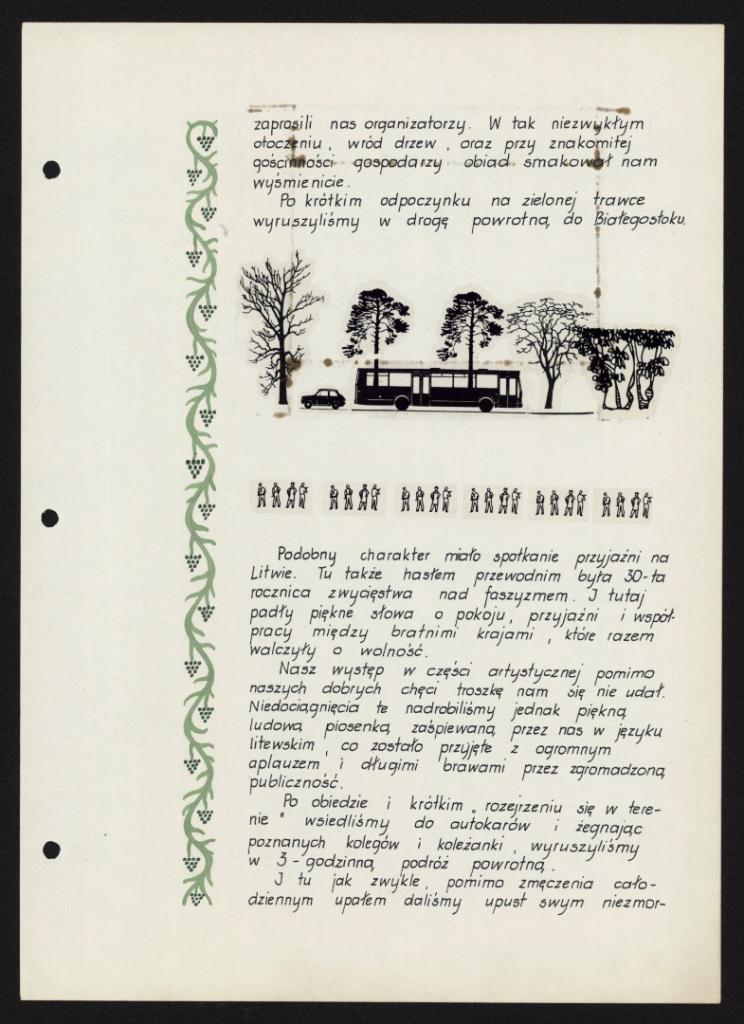 zaprosili nas organizatorzy. W tak niezwykłym
otoczeniu, wród drzew, oraz przy znakomitej
gościnności gospodarzy obiad smakował nam
wyśmienicie.
Po krótkim odpoczynku na zielonej trawce
wyruszyliśmy w drogę powrotną do Białegostoku.
Podobny charakter miało spotkanie przyjaźni na
Litwie. Tu także hasłem przewodnim była 30-ta
rocznica zwycięstwa nad faszyzmem. I tutaj
padły piękne słowa o pokoju, przyjaźni i współ-
pracy między bratnimi krajami, które razem
walczyły o wolność.
Nasz występ w części artystycznej pomimo
naszych dobrych chęci troszkę nam się nie udał.
Niedociągnięcia te nadrobiliśmy jednak piękną
ludową piosenką zaśpiewaną przez nas w języku
litewskim, co zostało przyjęte z ogromnym
aplauzem i długimi brawami przez zgromadzoną
publiczność.
Po obiedzie i krótkim „rozejrzeniu się w tere-
nie" wsiedliśmy do autokarów i żegnając
poznanych kolegów i koleżanki, wyruszyliśmy
w 3-godzinną podróż powrotną.
I tu jak zwykle, pomimo zmęczenia cało-
dziennym upałem daliśmy upust swym niezmor-